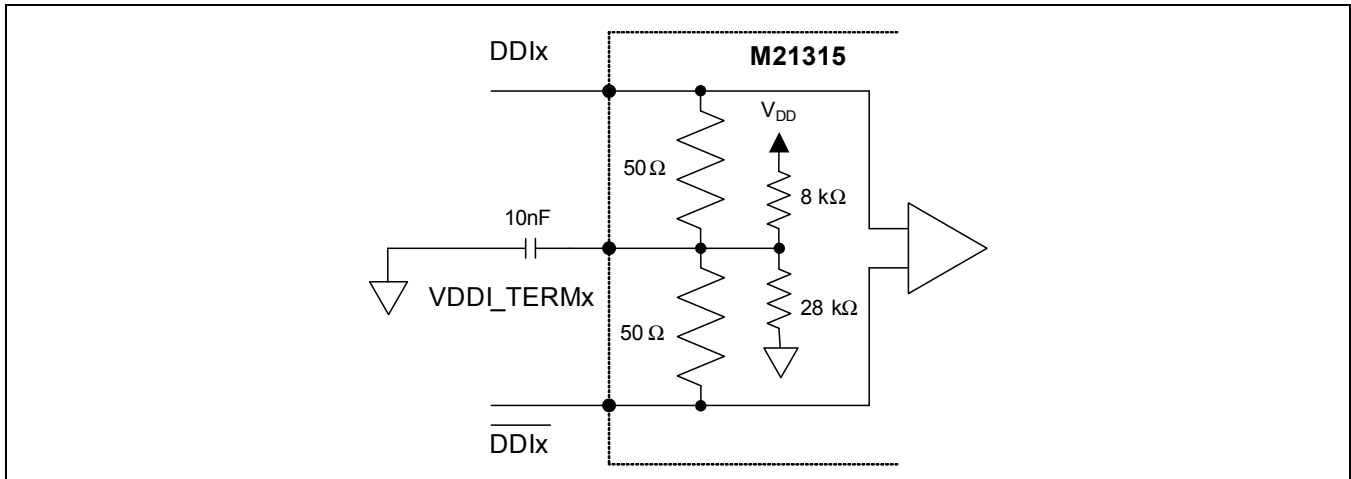 DDIx
M21315
VDD
50 Ω
8 kΩ
10nF
VDDI_TERMx
28 kΩ
50 Ω
DDIx